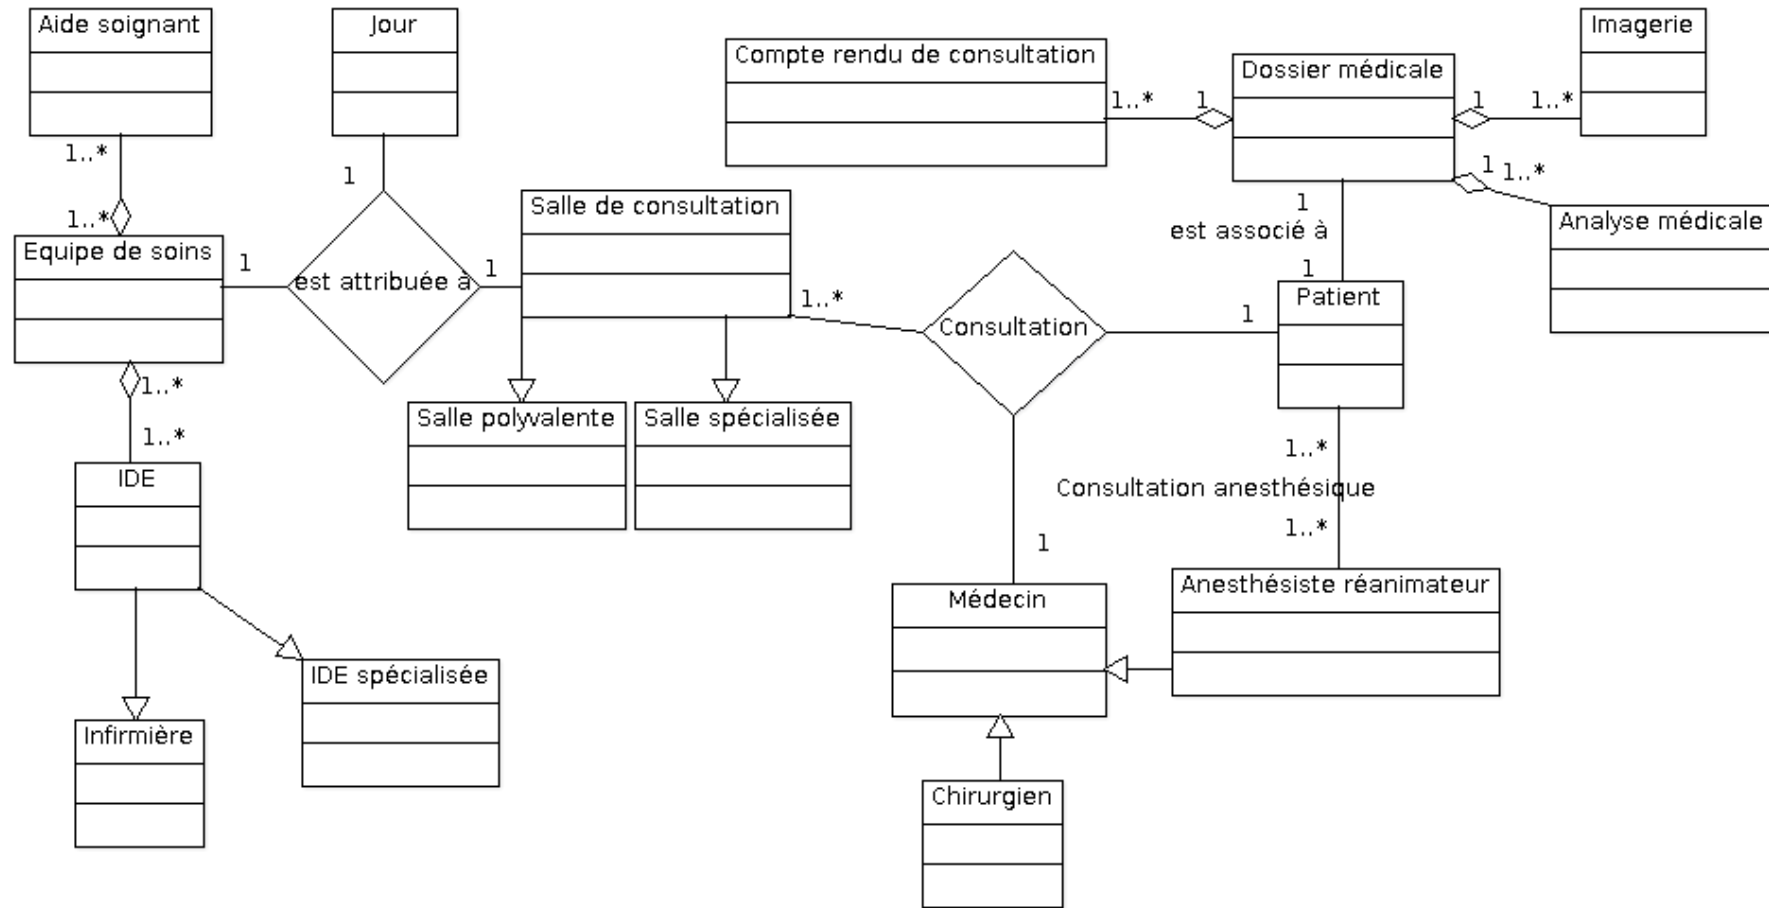 Aide soignant
Jour
Imagerie
Compte rendu de consultation
Dossier médicale
1..*
1
1
1..*
1..*
1
1
1..*
Salle de consultation
1
Analyse médicale
1..*
est associé à
Equipe de soins
1
1
1
est attribuée à
1..*
Patient
1
Consultation
1..*
Salle polyvalente
Salle spécialisée
1..*
1..*
IDE
Consultation anesthésique
1..*
1
Anesthésiste réanimateur
Médecin
IDE spécialisée
Infirmière
Chirurgien